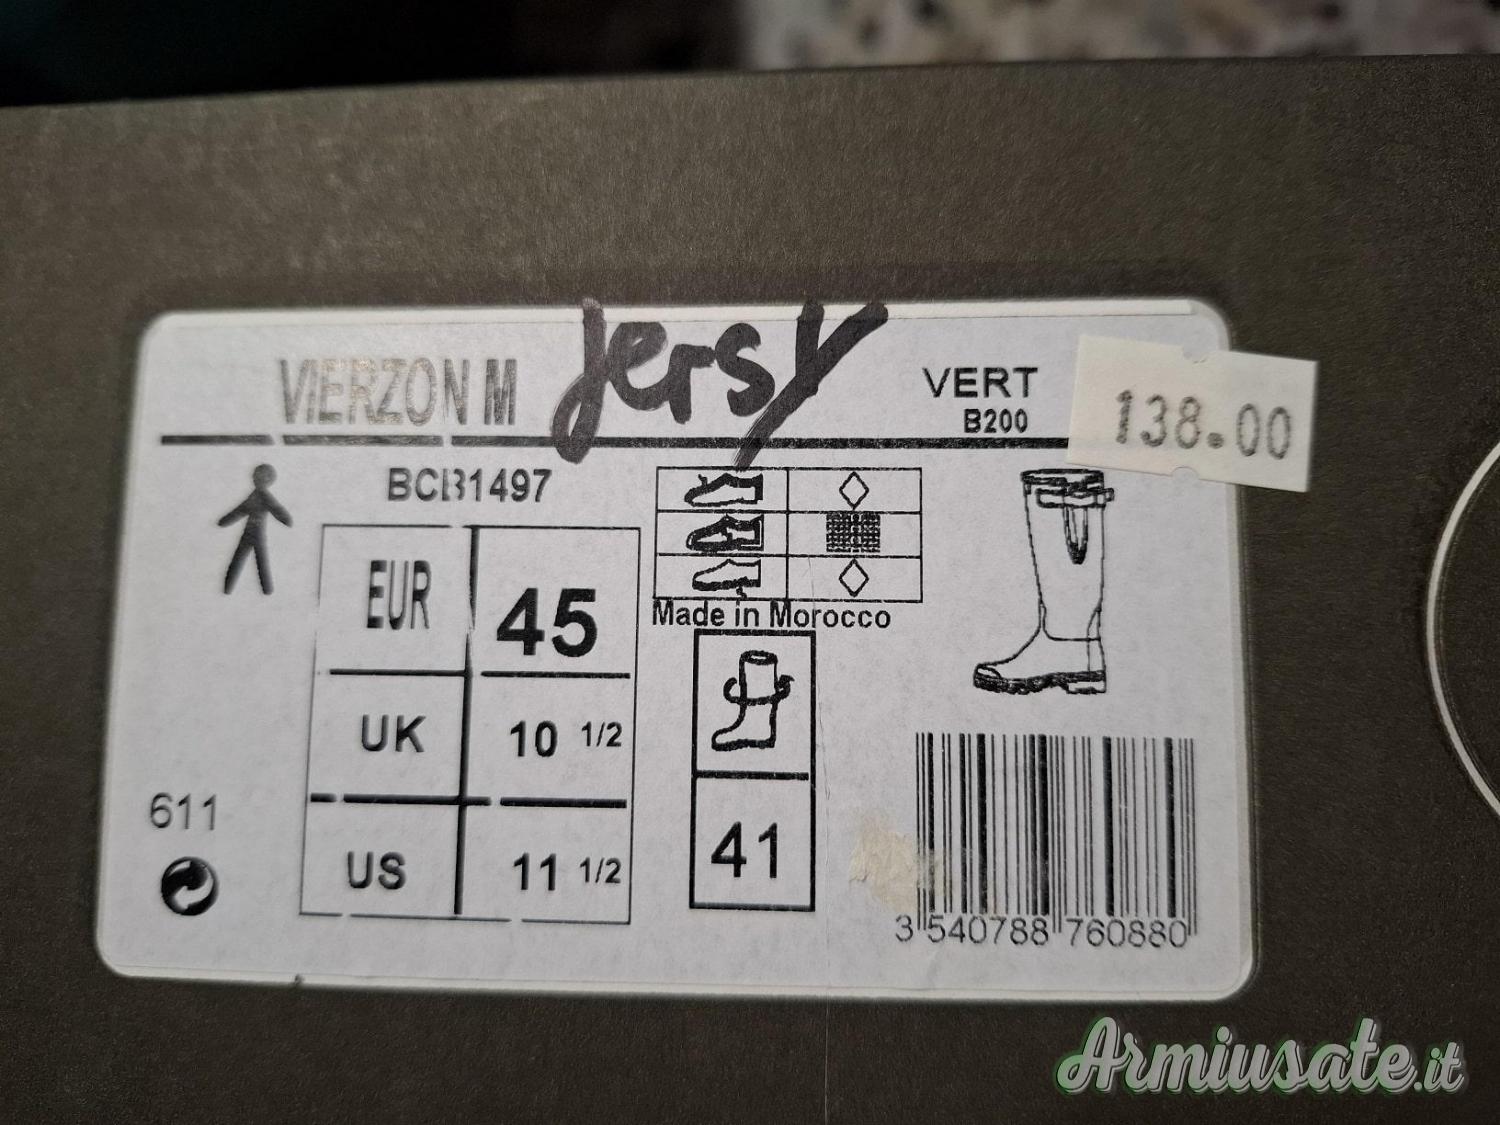 VIERZON M
Jersy
VERT
B200
138.00
BCB1497
EUR 45
UK 10 1/2
US 11 1/2
Made in Morocco
41
611
3 540788 760880
Armiusate.it